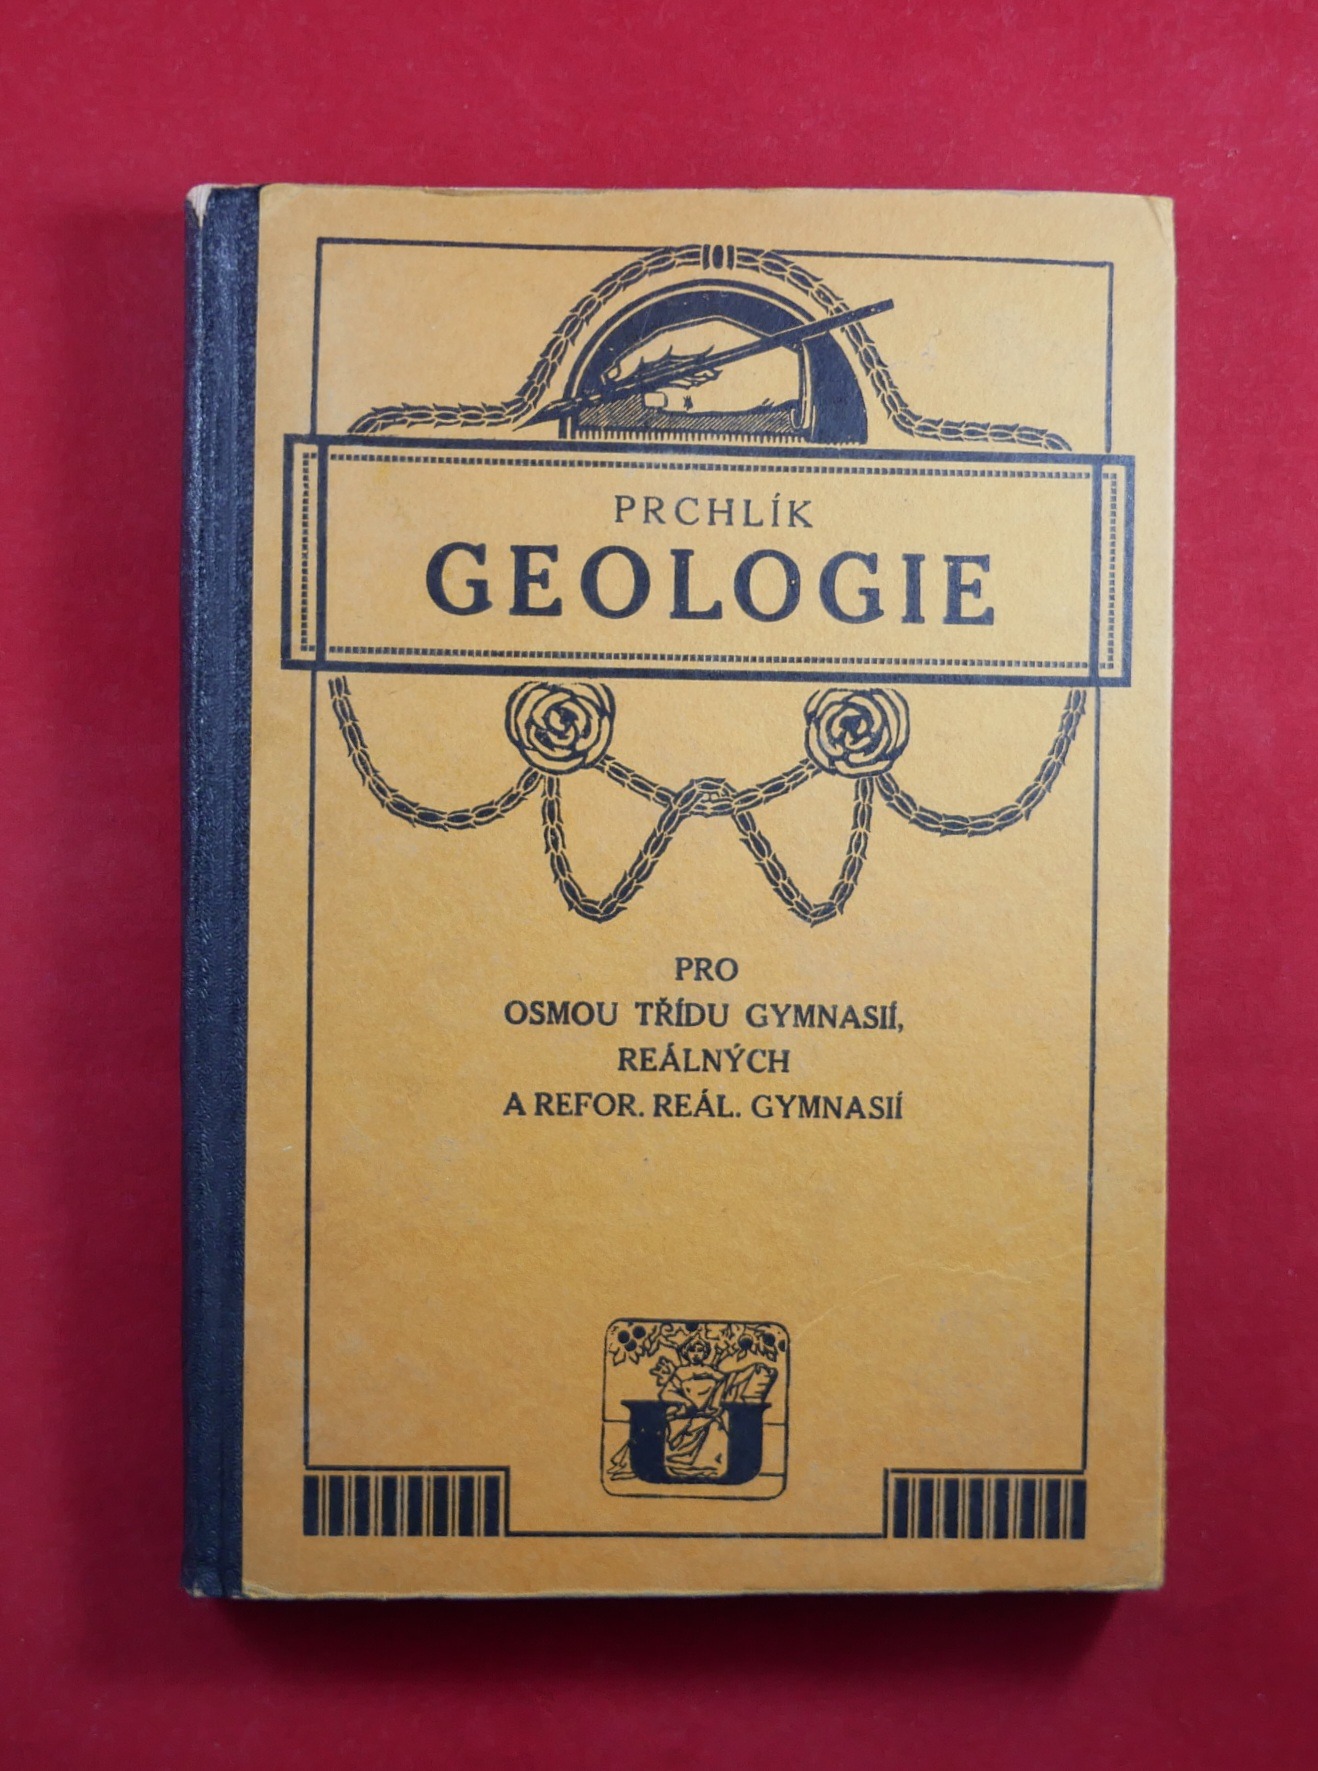 PRCHLÍK
GEOLOGIE
PRO
OSMOU TŘÍDU GYMNASIÍ,
REÁLNÝCH
A REFOR. REÁL. GYMNASIÍ
U